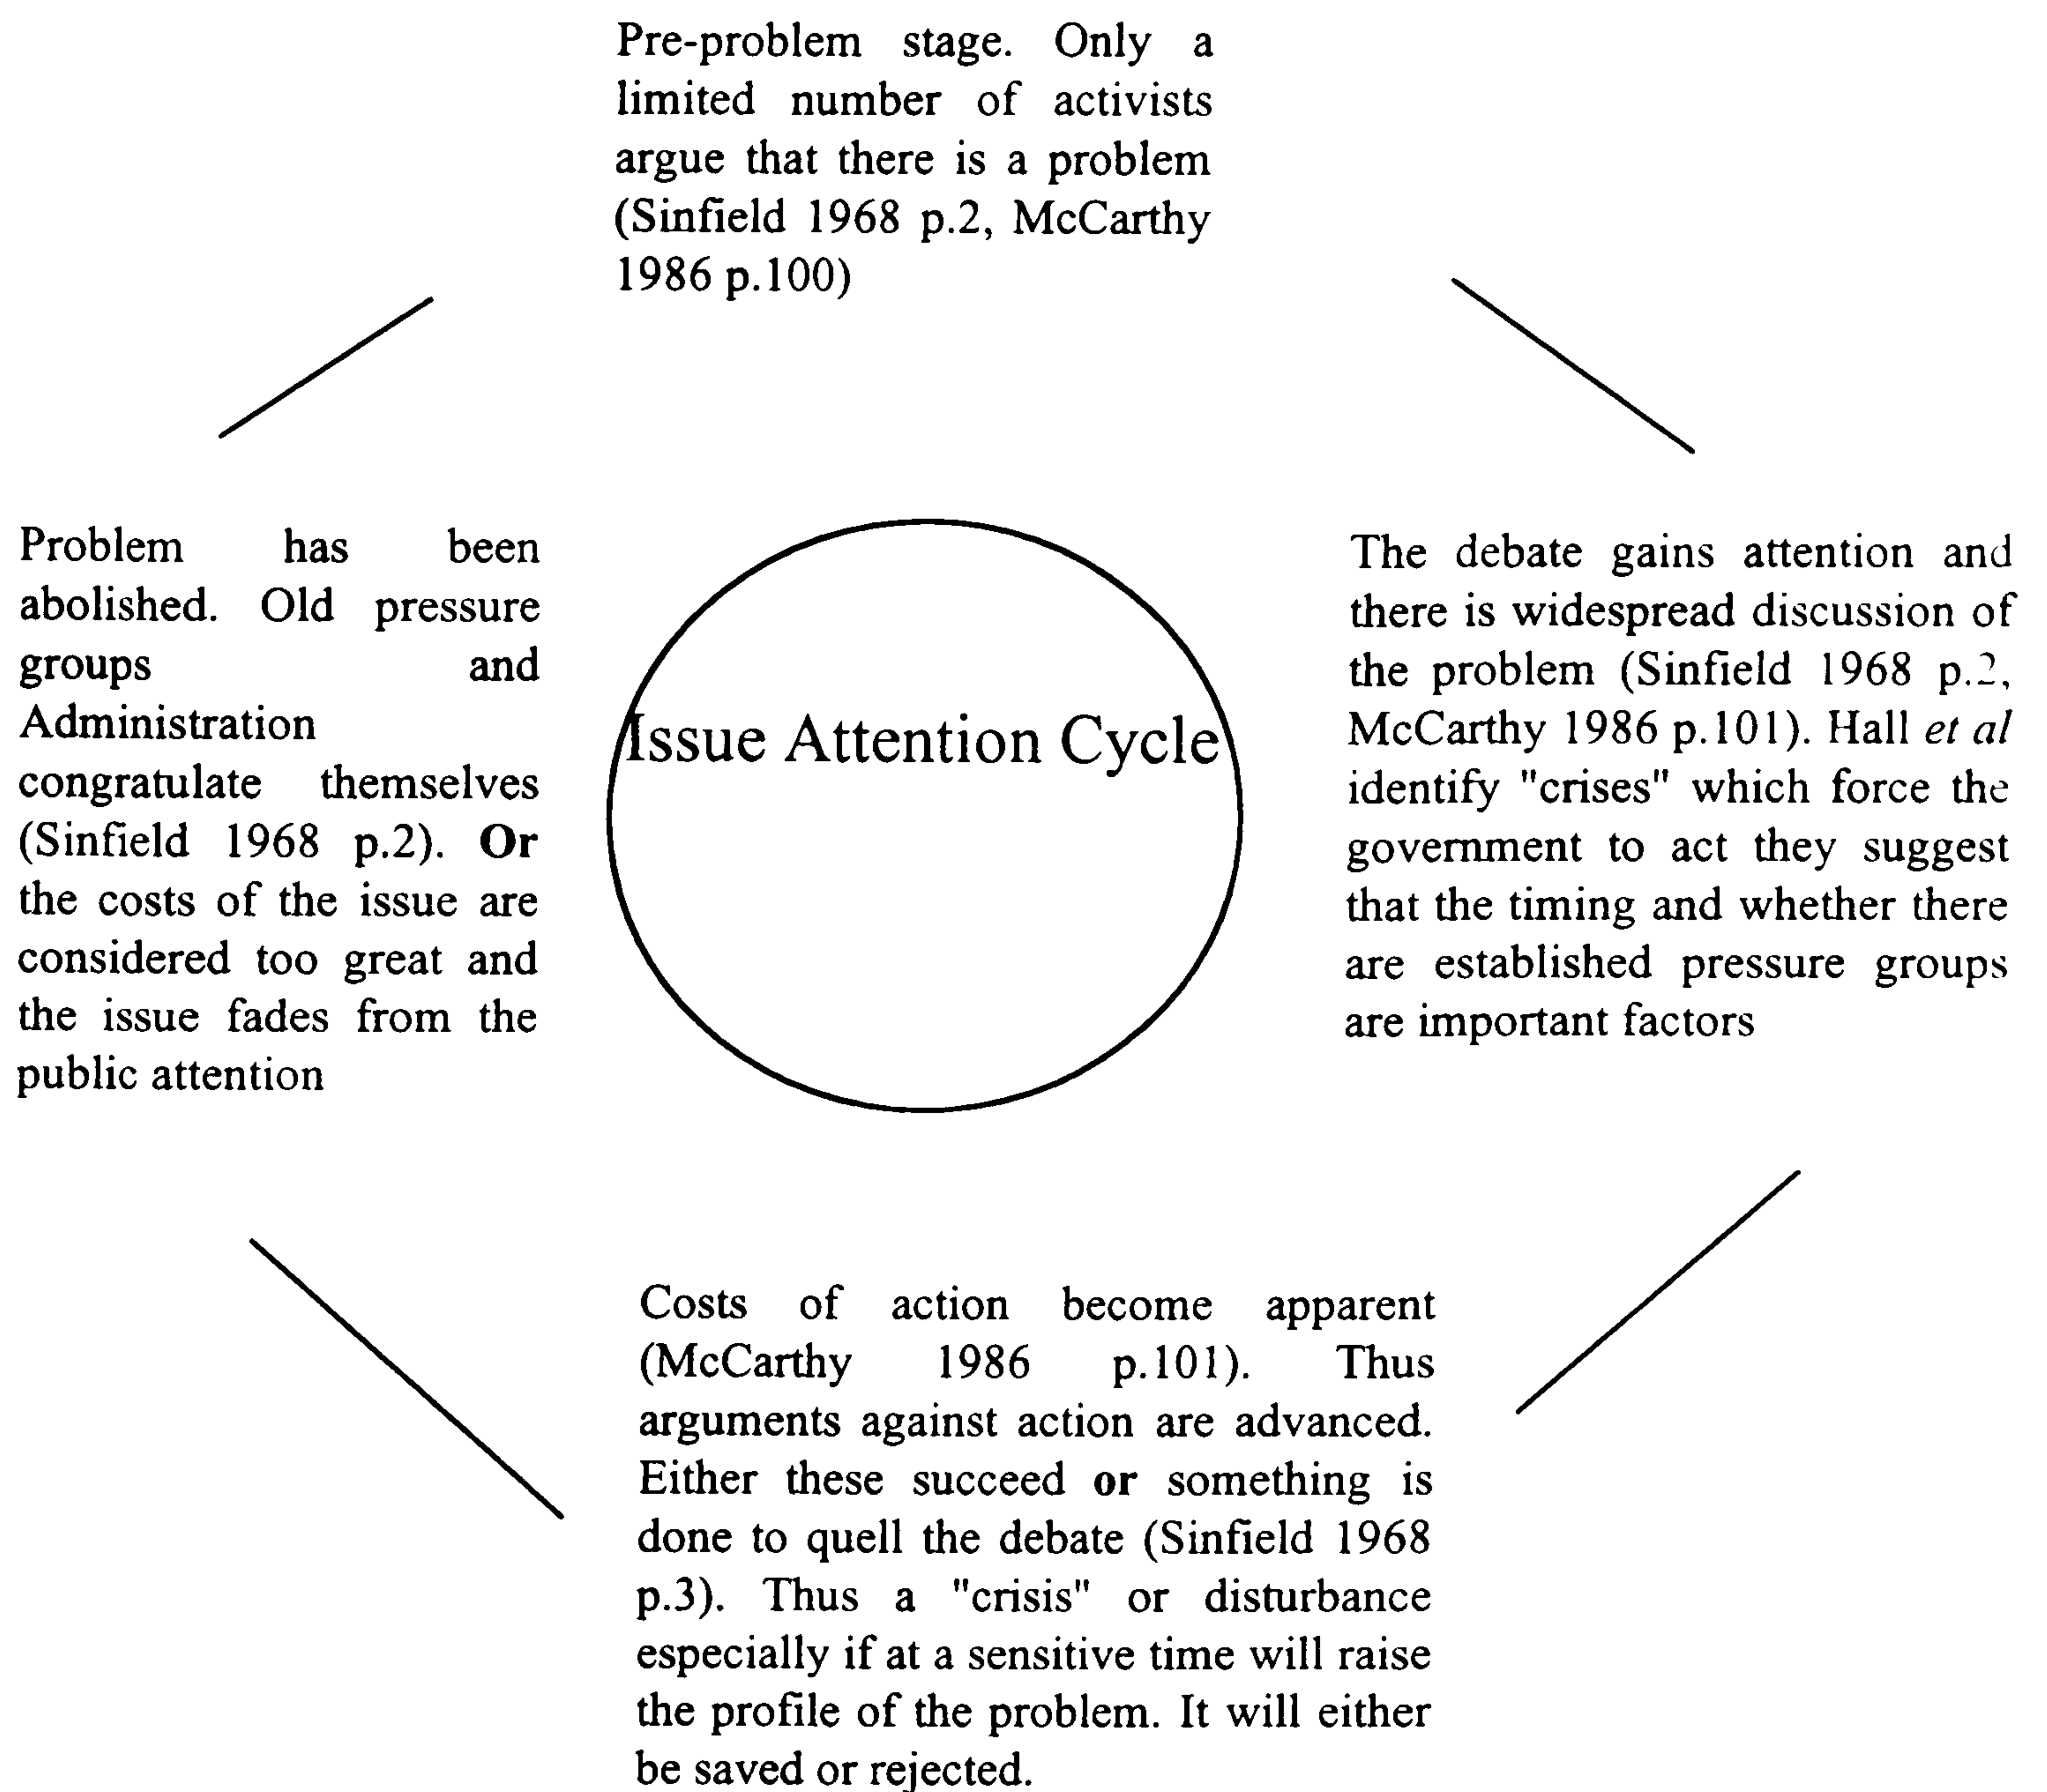 Pre-problem stage. Only a
limited number of activists
argue that there is a problem
(Sinfield 1968 p.2, McCarthy
1986 p.100)
Problem has been
abolished. Old pressure
groups and
Administration
congratulate themselves
(Sinfield 1968 p.2). Or
the costs of the issue are
considered too great and
the issue fades from the
public attention
Issue Attention Cycle
The debate gains attention and
there is widespread discussion of
the problem (Sinfield 1968 p.2,
McCarthy 1986 p.101). Hall et al
identify "crises" which force the
government to act they suggest
that the timing and whether there
are established pressure groups
are important factors
Costs of action become apparent
(McCarthy 1986 p.101). Thus
arguments against action are advanced.
Either these succeed or something is
done to quell the debate (Sinfield 1968
p.3). Thus a "crisis" or disturbance
especially if at a sensitive time will raise
the profile of the problem. It will either
be saved or rejected.